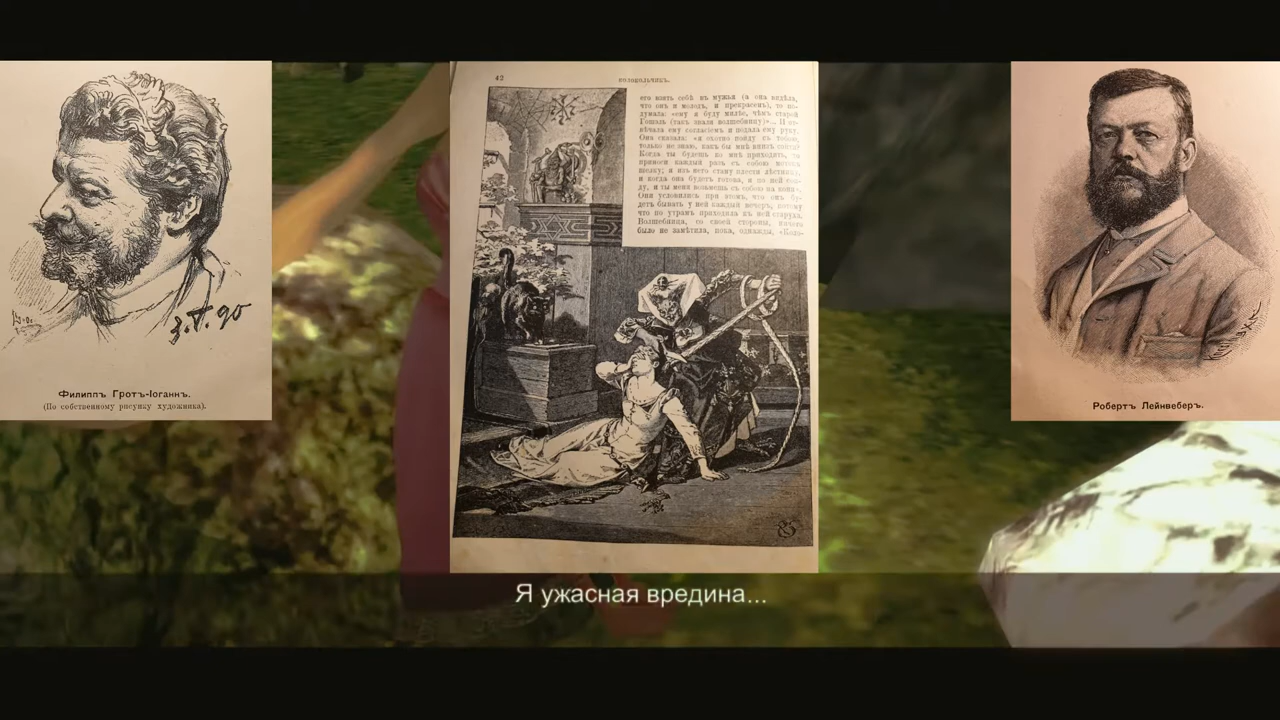 42
колокольчикъ.
его взять себѣ въ мужья (а она видѣла,
что онъ и молодъ, и прекрасенъ), то по-
думала: «ему я буду милѣе, чѣмъ старой
(такъ звали волшебницу)»... И от-
вѣчала ему согласіемъ и подала ему руку.
Она сказала: «я охотно пойду съ тобою,
только не знаю, какъ бы мнѣ внизъ сойти?
Когда ты будешь ко мнѣ приходить, то
приноси каждый разъ съ собою мотокъ
шелку; я изъ него стану плести лѣстницу,
и когда она будетъ готова, я по ней сой-
ду, и ты меня возьмешь съ собою на коня».
Они условились при этомъ, что онъ бу-
детъ бывать у ней каждый вечеръ, потому
что по утрамъ приходила къ ней старуха.
Волшебница, со своей стороны, ничего
было не замѣтила, пока, однажды, «Коло-
3.V.90
Филиппъ Гротъ-Іоганнъ.
(По собственному рисунку художника).
Робертъ Лейнвеберъ.
Я ужасная вредина...